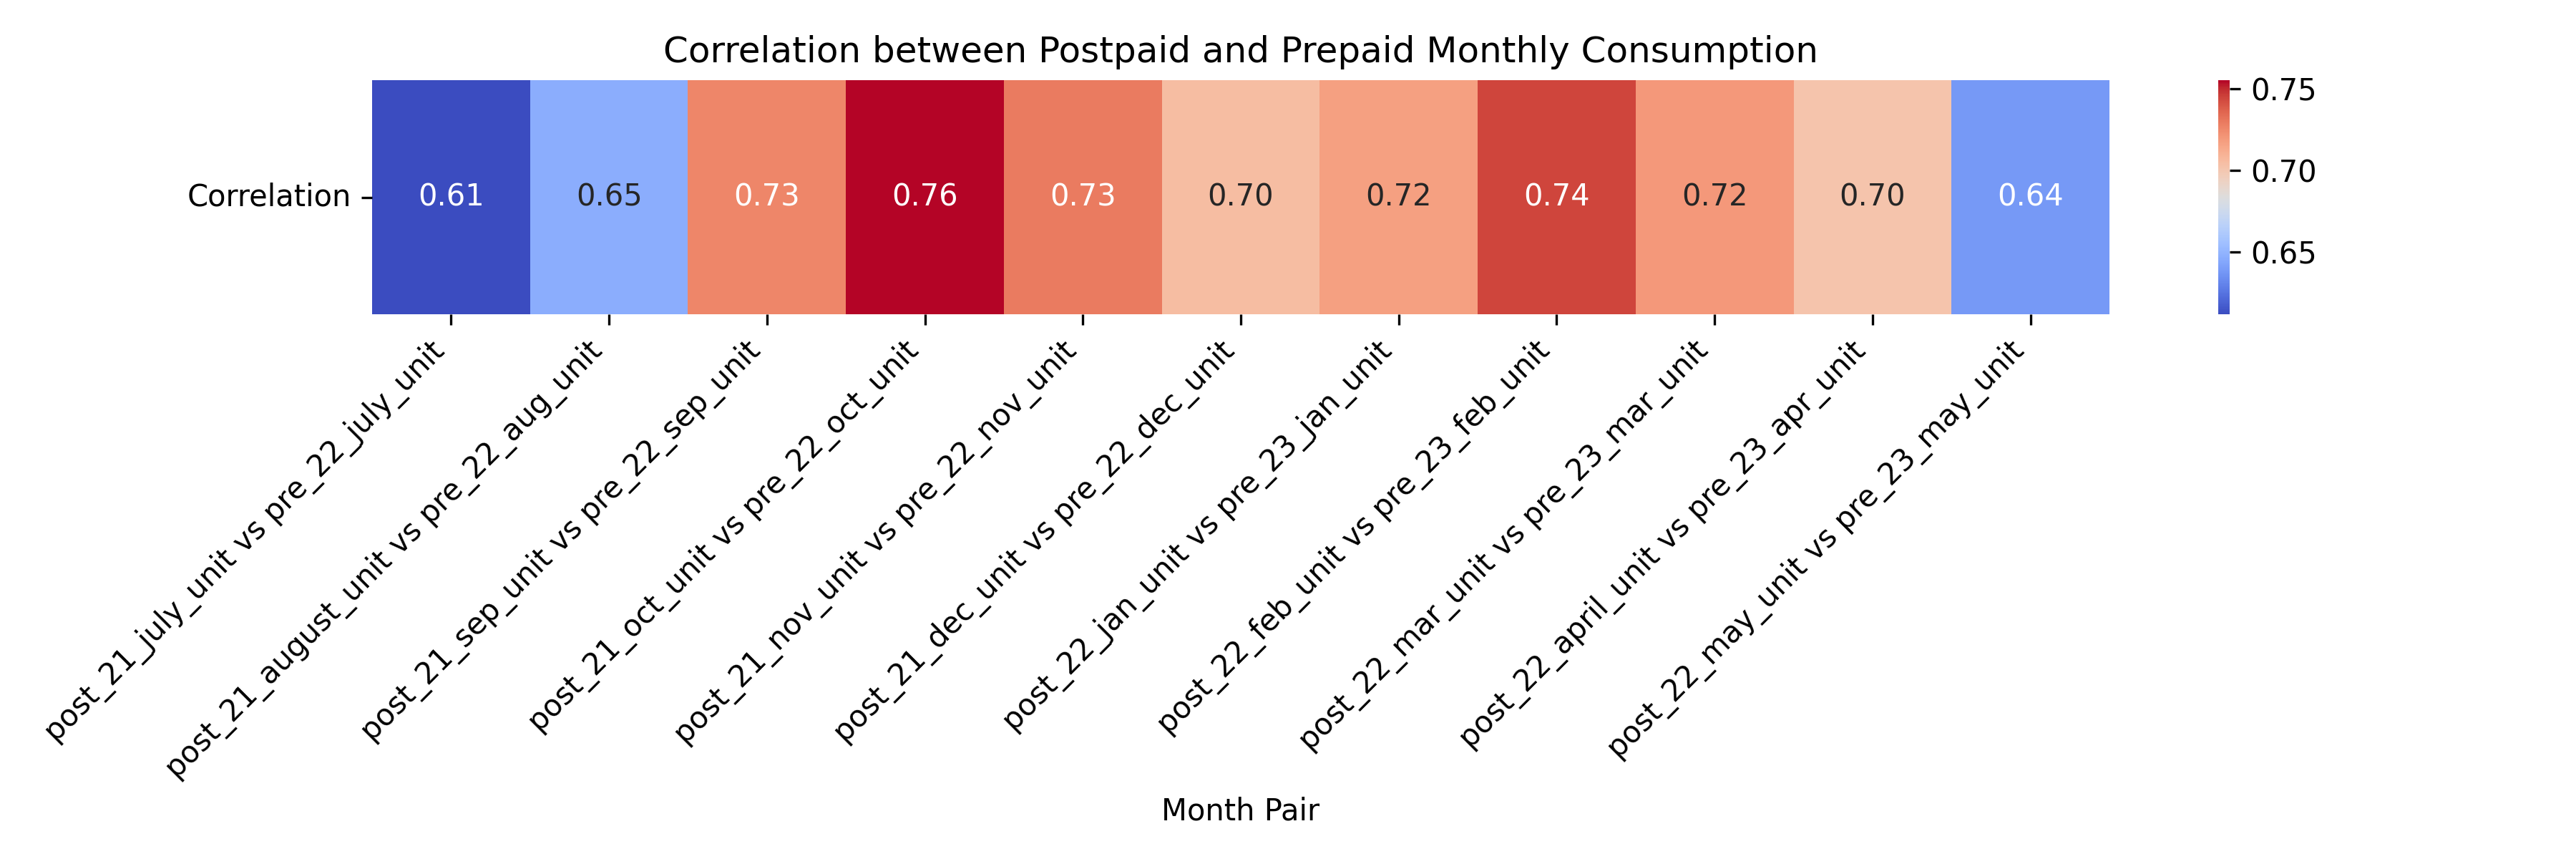 Correlation between Postpaid and Prepaid Monthly Consumption
Correlation
0.61
0.65
0.73
0.76
0.73
0.70
0.72
0.74
0.72
0.70
0.64
0.75
0.70
0.65
post_21_july_unit vs pre_22_july_unit
post_21_august_unit vs pre_22_aug_unit
post_21_sep_unit vs pre_22_sep_unit
post_21_oct_unit vs pre_22_oct_unit
post_21_nov_unit vs pre_22_nov_unit
post_21_dec_unit vs pre_22_dec_unit
post_22_jan_unit vs pre_23_jan_unit
post_22_feb_unit vs pre_23_feb_unit
post_22_mar_unit vs pre_23_mar_unit
post_22_april_unit vs pre_23_apr_unit
post_22_may_unit vs pre_23_may_unit
Month Pair